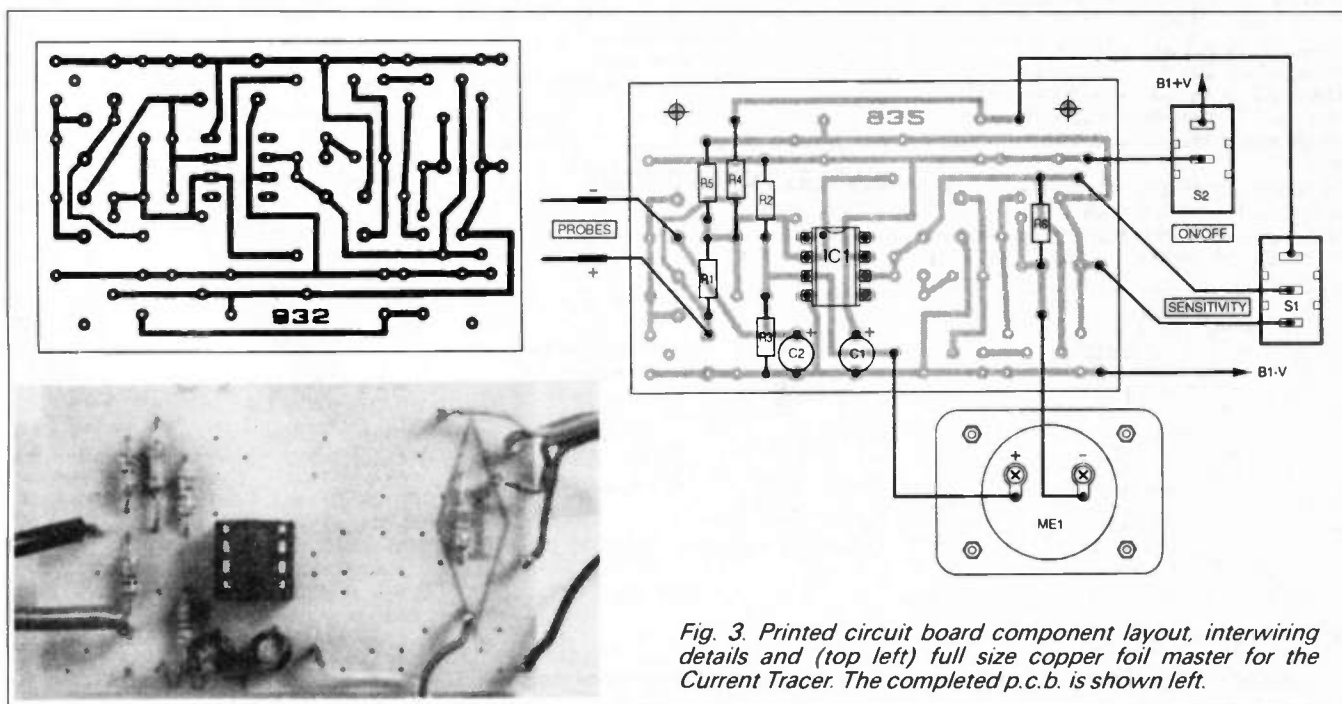 932
835
B1+V
S2
ON/OFF
S1
SENSITIVITY
B1-V
-
PROBES
+
R5
R4
R2
R1
R3
IC1
R6
+
C2
+
C1
+
-
ME1
Fig. 3. Printed circuit board component layout, interwiring
details and (top left) full size copper foil master for the
Current Tracer. The completed p.c.b. is shown left.